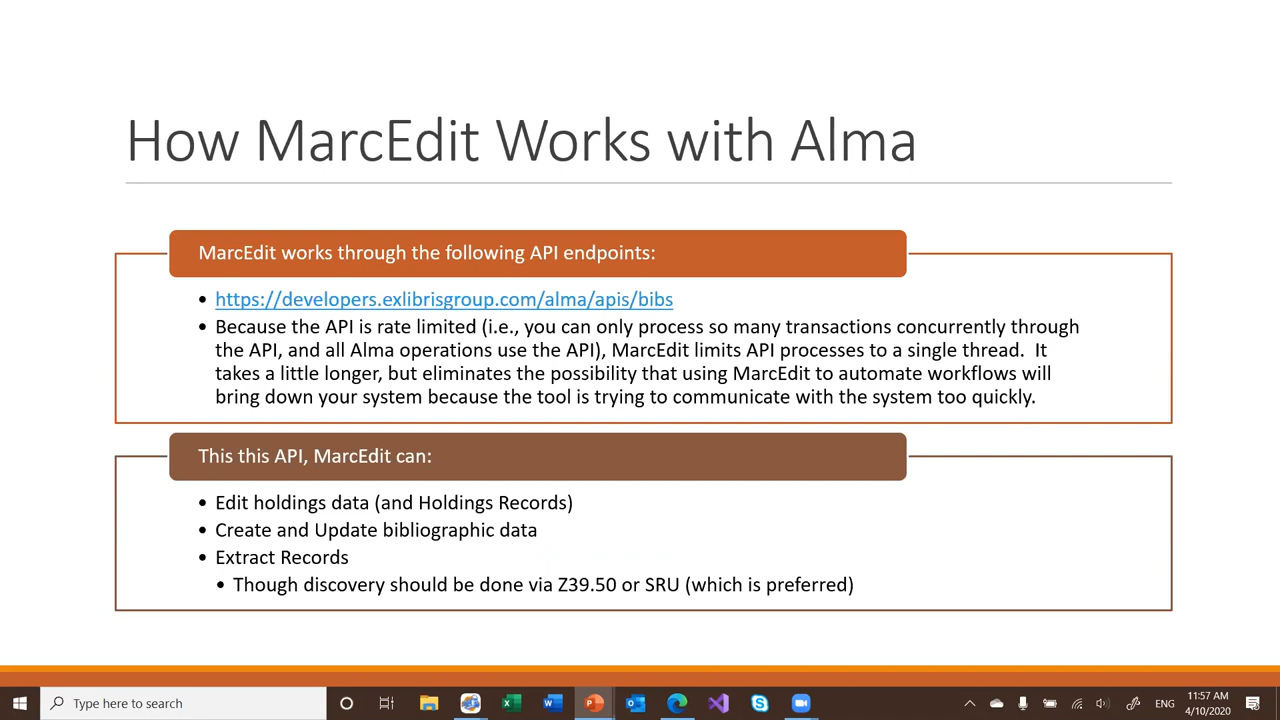 How MarcEdit Works with Alma
MarcEdit works through the following API endpoints:
• https://developers.exlibrisgroup.com/alma/apis/bibs
• Because the API is rate limited (i.e., you can only process so many transactions concurrently through
the API, and all Alma operations use the API), MarcEdit limits API processes to a single thread.  It
takes a little longer, but eliminates the possibility that using MarcEdit to automate workflows will
bring down your system because the tool is trying to communicate with the system too quickly.
This this API, MarcEdit can:
• Edit holdings data (and Holdings Records)
• Create and Update bibliographic data
• Extract Records
• Though discovery should be done via Z39.50 or SRU (which is preferred)
Type here to search
ENG
11:57 AM
4/10/2020